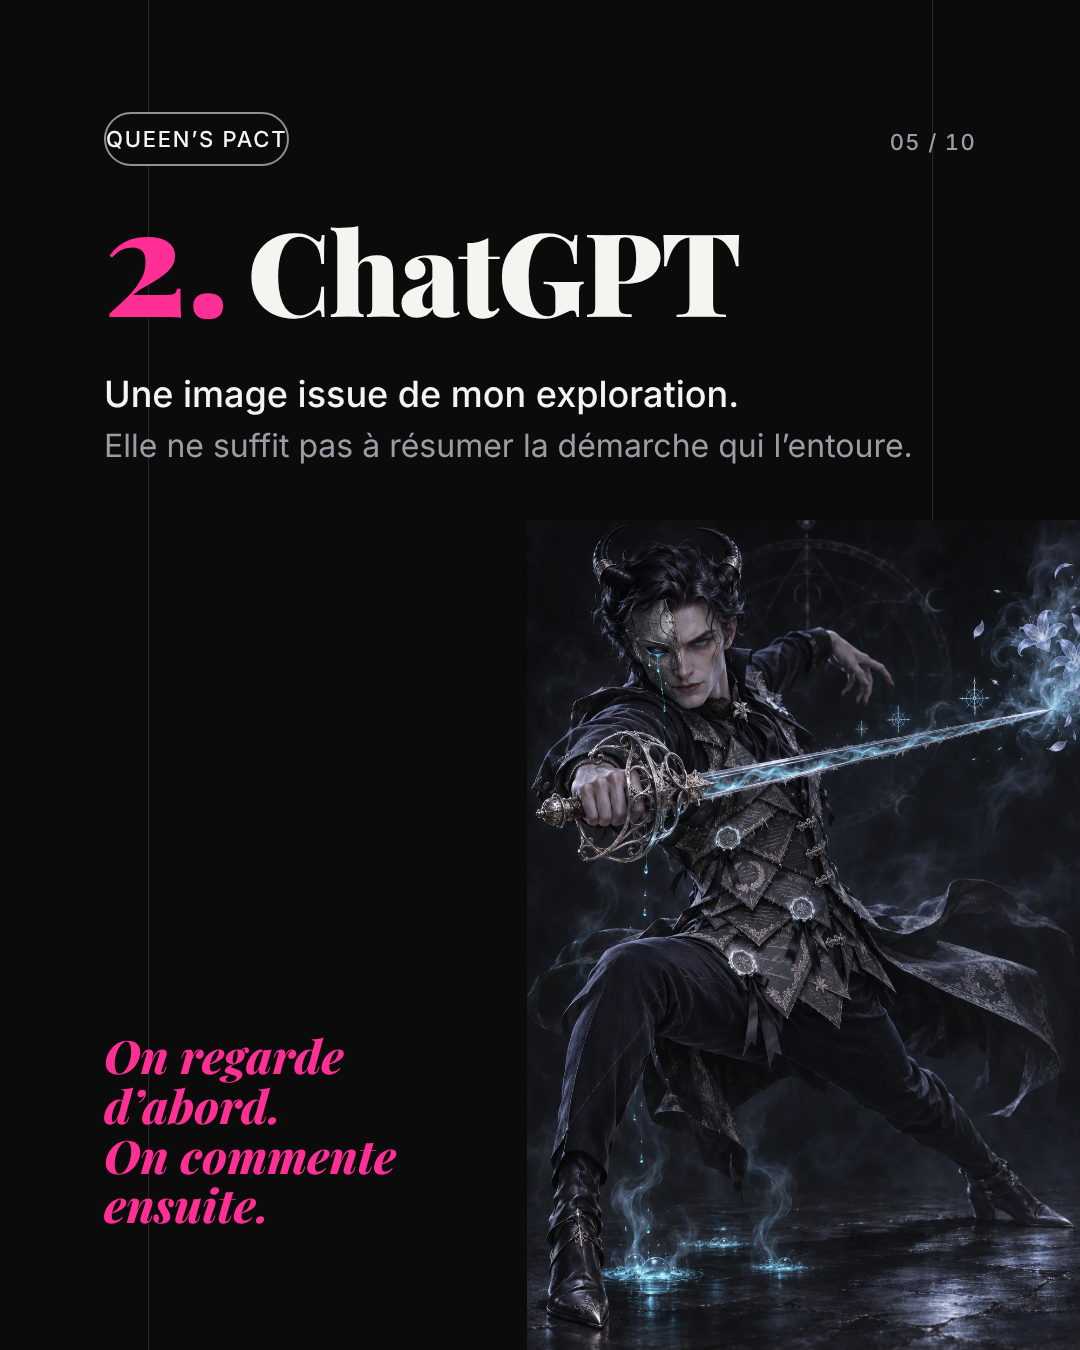 QUEEN’S PACT
05 / 10
2. ChatGPT
Une image issue de mon exploration.
Elle ne suffit pas à résumer la démarche qui l’entoure.
On regarde
d’abord.
On commente
ensuite.